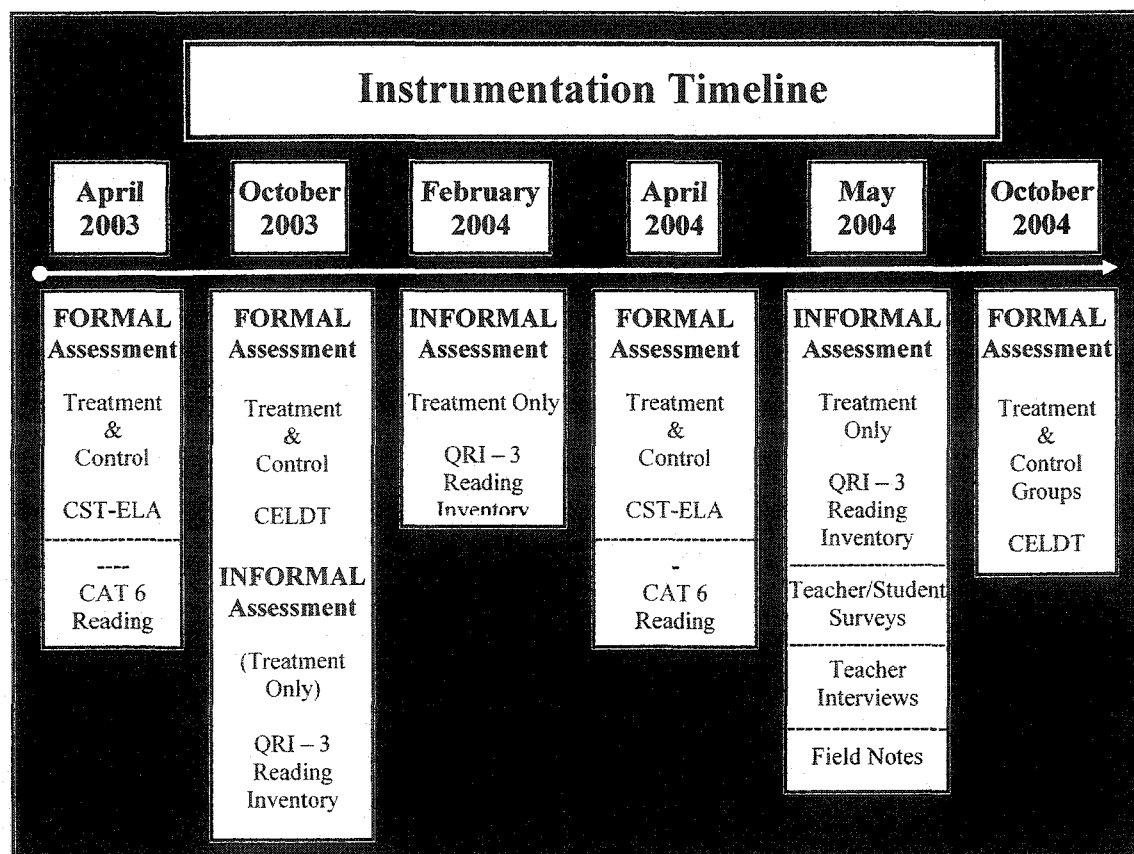 Instrumentation Timeline
April
2003
October
2003
February
2004
April
2004
May
2004
October
2004
FORMAL
Assessment
Treatment
&
Control
CST-ELA
----
CAT 6
Reading
FORMAL
Assessment
Treatment
&
Control
CELDT
INFORMAL
Assessment
(Treatment
Only)
QRI – 3
Reading
Inventory
INFORMAL
Assessment
Treatment Only
QRI – 3
Reading
Inventory
FORMAL
Assessment
Treatment
&
Control
CST-ELA
-
CAT 6
Reading
INFORMAL
Assessment
Treatment
Only
QRI – 3
Reading
Inventory
Teacher/Student
Surveys
Teacher
Interviews
Field Notes
FORMAL
Assessment
Treatment
&
Control
Groups
CELDT